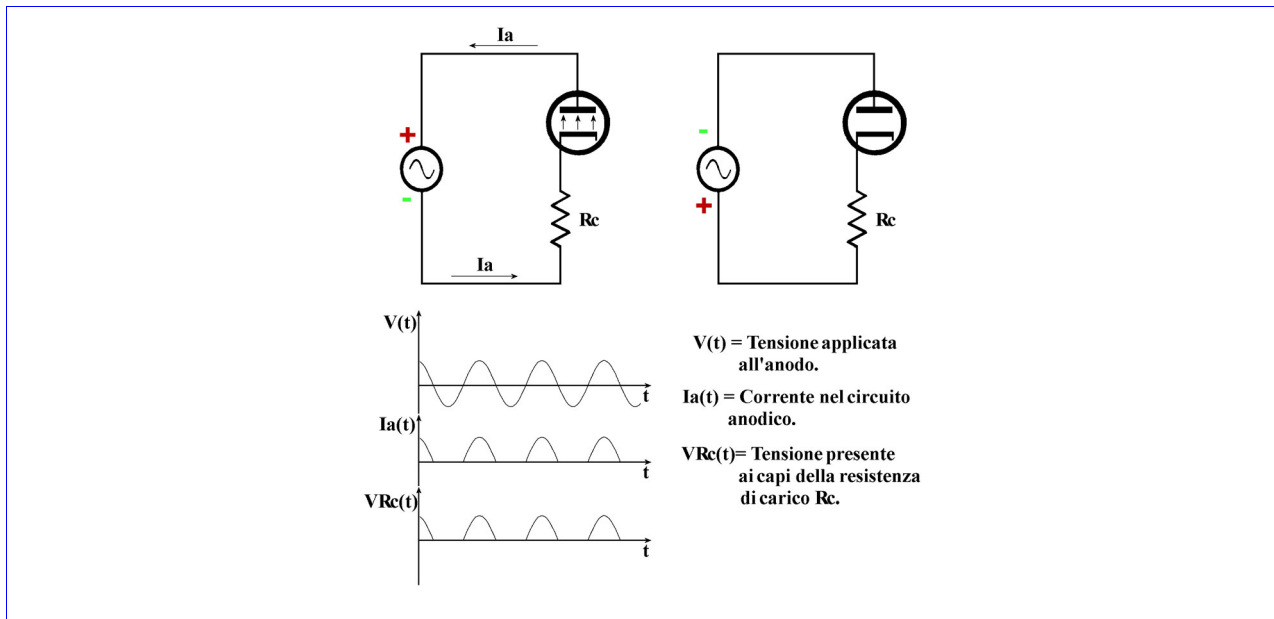 Ia
+
-
Rc
Ia
-
+
Rc
V(t)
t
Ia(t)
t
VRc(t)
t
V(t) = Tensione applicata
all'anodo.
Ia(t) = Corrente nel circuito
anodico.
VRc(t)= Tensione presente
ai capi della resistenza
di carico Rc.